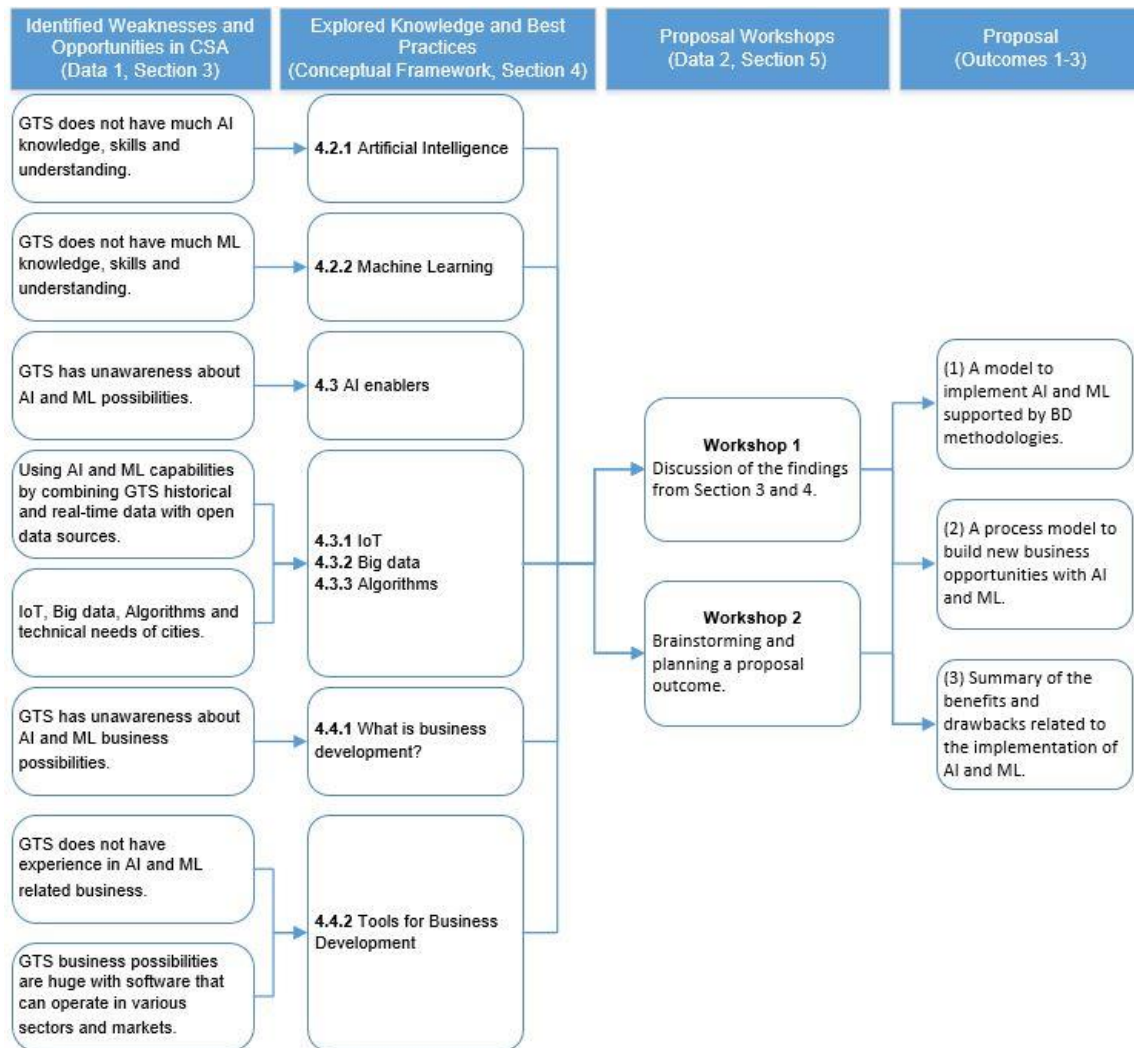 Identified Weaknesses and
Opportunities in CSA
(Data 1, Section 3)
Explored Knowledge and Best
Practices
(Conceptual Framework, Section 4)
Proposal Workshops
(Data 2, Section 5)
Proposal
(Outcomes 1-3)
GTS does not have much AI
knowledge, skills and
understanding.
4.2.1 Artificial Intelligence
GTS does not have much ML
knowledge, skills and
understanding.
4.2.2 Machine Learning
GTS has unawareness about
AI and ML possibilities.
4.3 AI enablers
Using AI and ML capabilities
by combining GTS historical
and real-time data with open
data sources.
IoT, Big data, Algorithms and
technical needs of cities.
4.3.1 IoT
4.3.2 Big data
4.3.3 Algorithms
GTS has unawareness about
AI and ML business
possibilities.
4.4.1 What is business
development?
GTS does not have
experience in AI and ML
related business.
GTS business possibilities
are huge with software that
can operate in various
sectors and markets.
4.4.2 Tools for Business
Development
Workshop 1
Discussion of the findings
from Section 3 and 4.
Workshop 2
Brainstorming and
planning a proposal
outcome.
(1) A model to
implement AI and ML
supported by BD
methodologies.
(2) A process model to
build new business
opportunities with AI
and ML.
(3) Summary of the
benefits and
drawbacks related to
the implementation of
AI and ML.